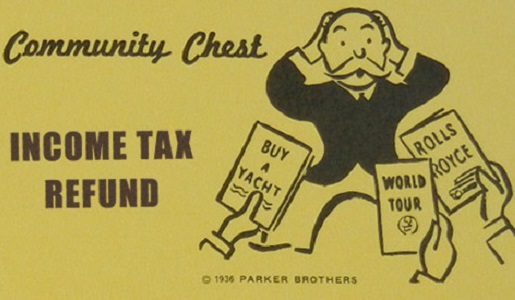 Community Chest
INCOME TAX
REFUND
BUY
A
YACHT
WORLD
TOUR
ROLLS
ROYCE
© 1936 PARKER BROTHERS